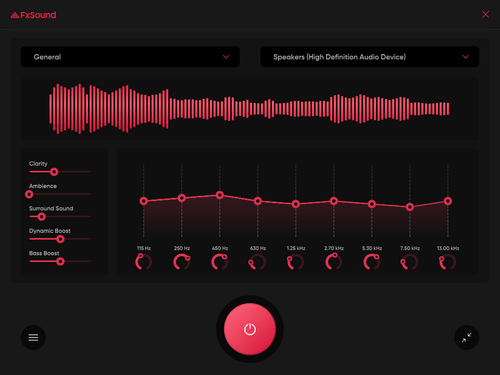 FxSound
General
Speakers (High Definition Audio Device)
Clarity
Ambience
Surround Sound
Dynamic Boost
Bass Boost
115 Hz 250 Hz 450 Hz 630 Hz 1.25 kHz 2.70 kHz 5.30 kHz 7.50 kHz 13.00 kHz